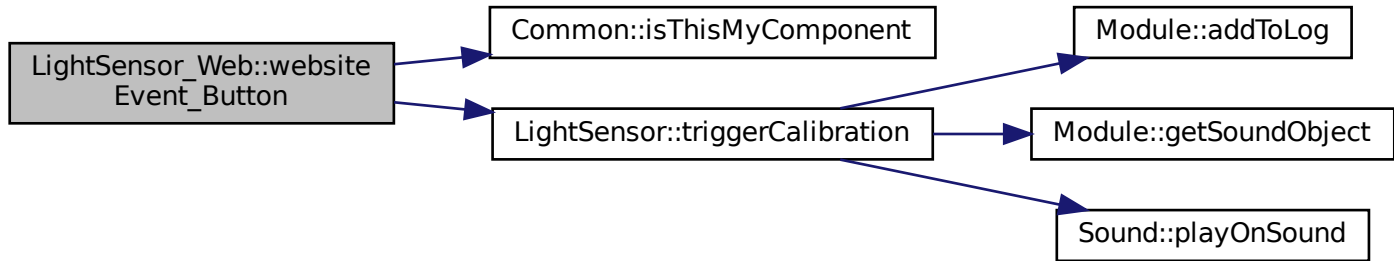 LightSensor_Web::website
Event_Button
Common::isThisMyComponent
LightSensor::triggerCalibration
Module::addToLog
Module::getSoundObject
Sound::playOnSound